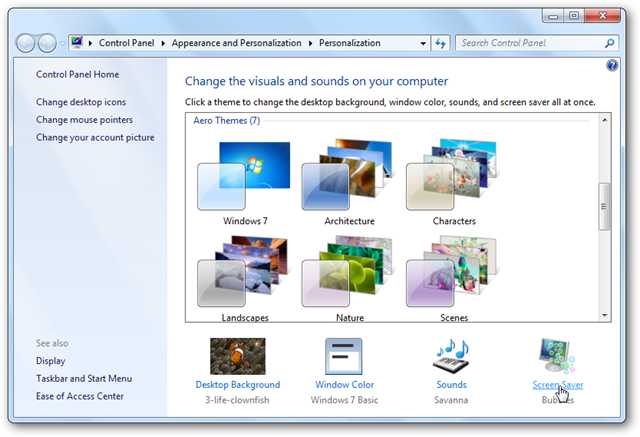 Control Panel ▸ Appearance and Personalization ▸ Personalization
Search Control Panel
Control Panel Home
Change desktop icons
Change mouse pointers
Change your account picture
See also
Display
Taskbar and Start Menu
Ease of Access Center
Change the visuals and sounds on your computer
Click a theme to change the desktop background, window color, sounds, and screen saver all at once.
Aero Themes (7)
Windows 7 Architecture Characters
Landscapes Nature Scenes
Desktop Background Window Color Sounds Screen Saver
3-life-clownfish Windows 7 Basic Savanna Bubbles